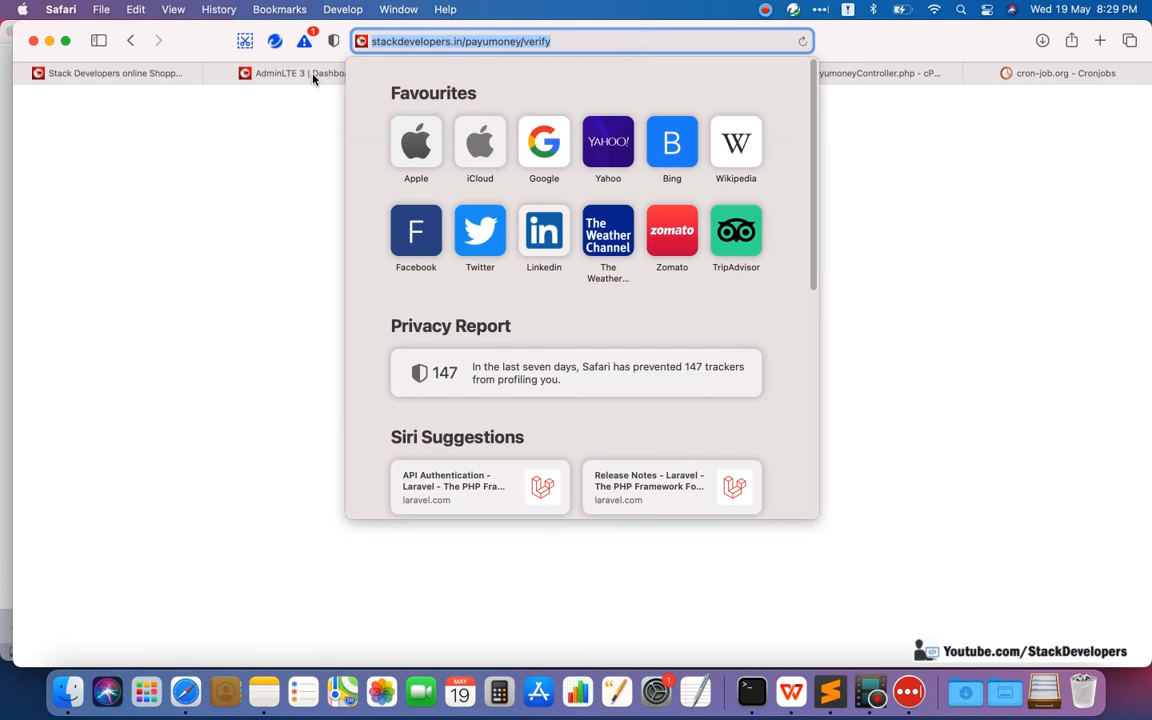 Safari File Edit View History Bookmarks Develop Window Help Wed 19 May 8:29 PM
1
stackdevelopers.in/payumoney/verify
Stack Developers online Shopp... AdminLTE 3 | Dashbo yumoneyController.php - cP... cron-job.org - Cronjobs
Favourites
YAHOO! B W
Apple iCloud Google Yahoo Bing Wikipedia
F in The Weather Channel zomato
Facebook Twitter Linkedin The Weather... Zomato TripAdvisor
Privacy Report
147 In the last seven days, Safari has prevented 147 trackers
from profiling you.
Siri Suggestions
API Authentication -
Laravel - The PHP Fra...
laravel.com
Release Notes - Laravel -
The PHP Framework Fo...
laravel.com
Youtube.com/StackDevelopers
MAY
19
1